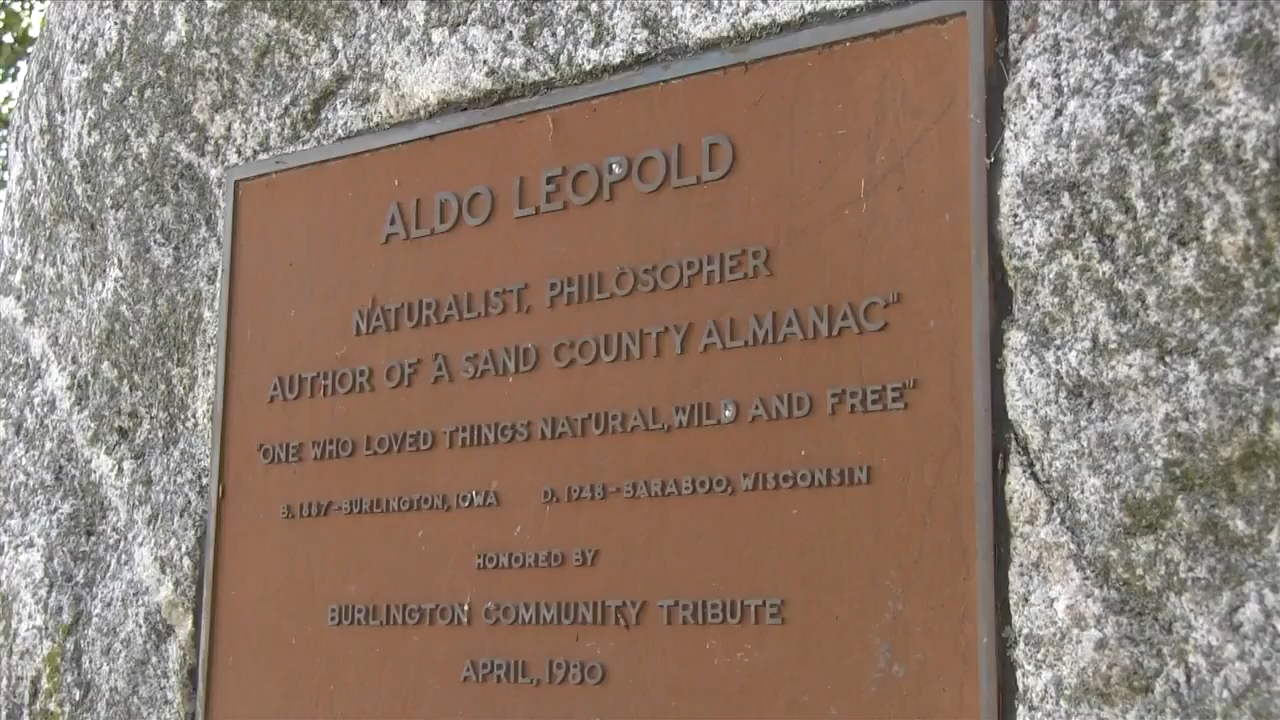 ALDO LEOPOLD
NATURALIST, PHILOSOPHER
AUTHOR OF "A SAND COUNTY ALMANAC"
"ONE WHO LOVED THINGS NATURAL, WILD AND FREE"
B. 1887-BURLINGTON, IOWA D. 1948-BARABOO, WISCONSIN
HONORED BY
BURLINGTON COMMUNITY TRIBUTE
APRIL, 1980